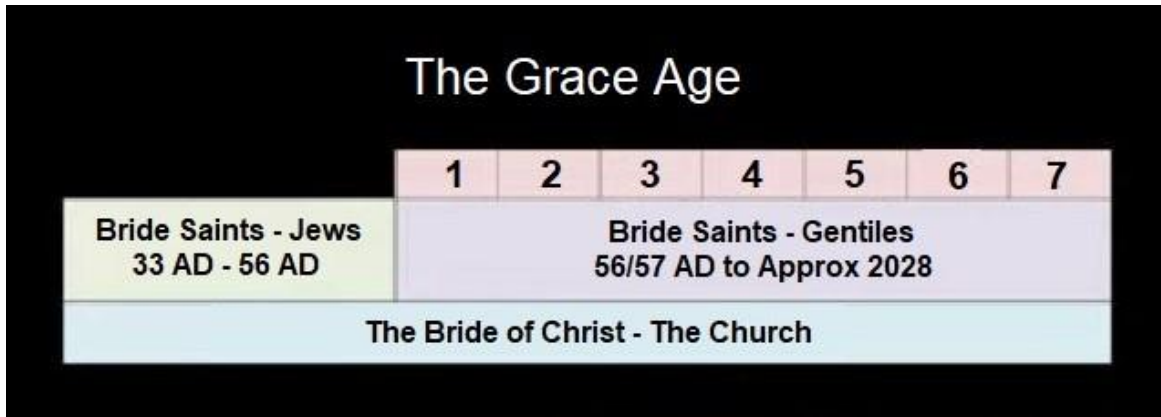 The Grace Age
1 2 3 4 5 6 7
Bride Saints - Jews
33 AD - 56 AD
Bride Saints - Gentiles
56/57 AD to Approx 2028
The Bride of Christ - The Church